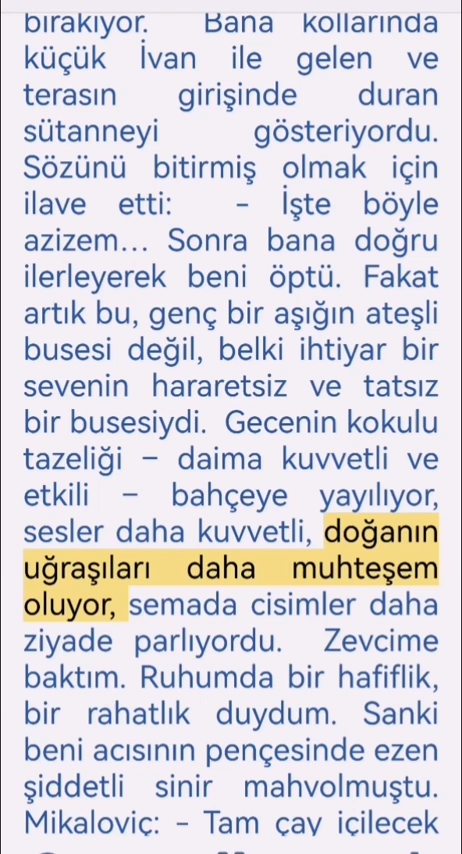 bırakıyor. Bana kollarında
küçük İvan ile gelen ve
terasın girişinde duran
sütanneyi gösteriyordu.
Sözünü bitirmiş olmak için
ilave etti: - İşte böyle
azizem... Sonra bana doğru
ilerleyerek beni öptü. Fakat
artık bu, genç bir aşığın ateşli
busesi değil, belki ihtiyar bir
sevenin hararetsiz ve tatsız
bir busesiydi. Gecenin kokulu
tazeliği – daima kuvvetli ve
etkili – bahçeye yayılıyor,
sesler daha kuvvetli, doğanın
uğraşıları daha muhteşem
oluyor, semada cisimler daha
ziyade parlıyordu. Zevcime
baktım. Ruhumda bir hafiflik,
bir rahatlık duydum. Sanki
beni acısının pençesinde ezen
şiddetli sinir mahvolmuştu.
Mikaloviç: - Tam çay içilecek